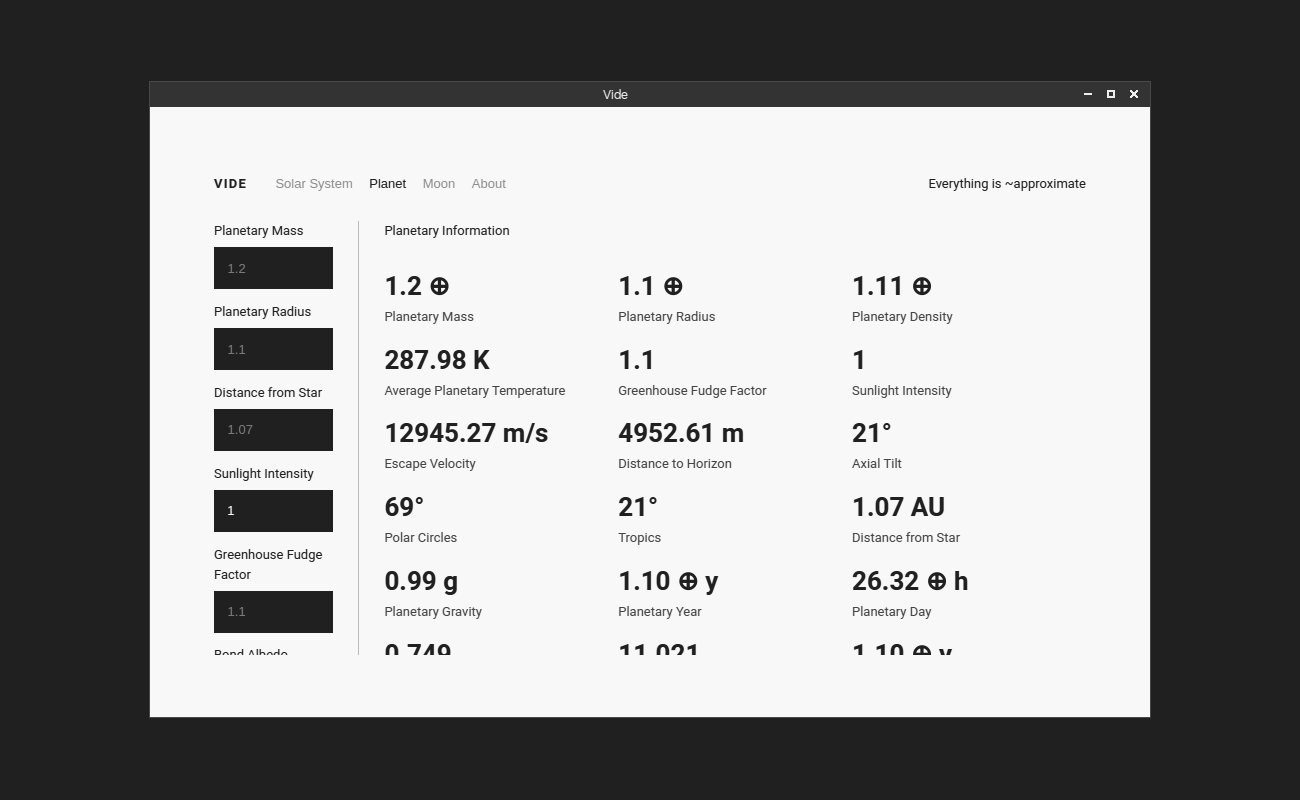 Vide
VIDE Solar System Planet Moon About Everything is ~approximate
Planetary Mass
1.2
Planetary Radius
1.1
Distance from Star
1.07
Sunlight Intensity
1
Greenhouse Fudge
Factor
1.1
Bond Albedo
Planetary Information
1.2 ⊕ 1.1 ⊕ 1.11 ⊕
Planetary Mass Planetary Radius Planetary Density
287.98 K 1.1 1
Average Planetary Temperature Greenhouse Fudge Factor Sunlight Intensity
12945.27 m/s 4952.61 m 21°
Escape Velocity Distance to Horizon Axial Tilt
69° 21° 1.07 AU
Polar Circles Tropics Distance from Star
0.99 g 1.10 ⊕ y 26.32 ⊕ h
Planetary Gravity Planetary Year Planetary Day
0.749 11.021 1.10 ⊕ y